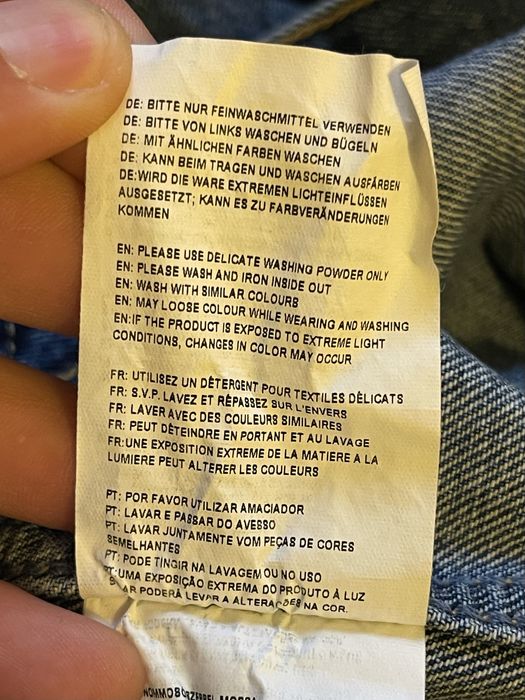 DE: BITTE NUR FEINWASCHMITTEL VERWENDEN
DE: BITTE VON LINKS WASCHEN UND BÜGELN
DE: MIT ÄHNLICHEN FARBEN WASCHEN
DE: KANN BEIM TRAGEN UND WASCHEN AUSFÄRBEN
DE:WIRD DIE WARE EXTREMEN LICHTEINFLÜSSEN
AUSGESETZT; KANN ES ZU FARBVERÄNDERUNGEN
KOMMEN
EN: PLEASE USE DELICATE WASHING POWDER ONLY
EN: PLEASE WASH AND IRON INSIDE OUT
EN: WASH WITH SIMILAR COLOURS
EN: MAY LOOSE COLOUR WHILE WEARING AND WASHING
EN:IF THE PRODUCT IS EXPOSED TO EXTREME LIGHT
CONDITIONS, CHANGES IN COLOR MAY OCCUR
FR: UTILISEZ UN DÉTERGENT POUR TEXTILES DÉLICATS
FR: S.V.P. LAVEZ ET RÉPASSEZ SUR L'ENVERS
FR: LAVER AVEC DES COULEURS SIMILAIRES
FR: PEUT DÉTEINDRE EN PORTANT ET AU LAVAGE
FR:UNE EXPOSITION EXTREME DE LA MATIERE A LA
LUMIERE PEUT ALTERER LES COULEURS
PT: POR FAVOR UTILIZAR AMACIADOR
PT: LAVAR E PASSAR DO AVESSO
PT: LAVAR JUNTAMENTE VOM PEÇAS DE CORES
SEMELHANTES
PT: PODE TINGIR NA LAVAGEM OU NO USO
PT:UMA EXPOSIÇÃO EXTREMA DO PRODUTO À LUZ
PODERÁ LEVAR A ALTERAÇÕES NA COR.